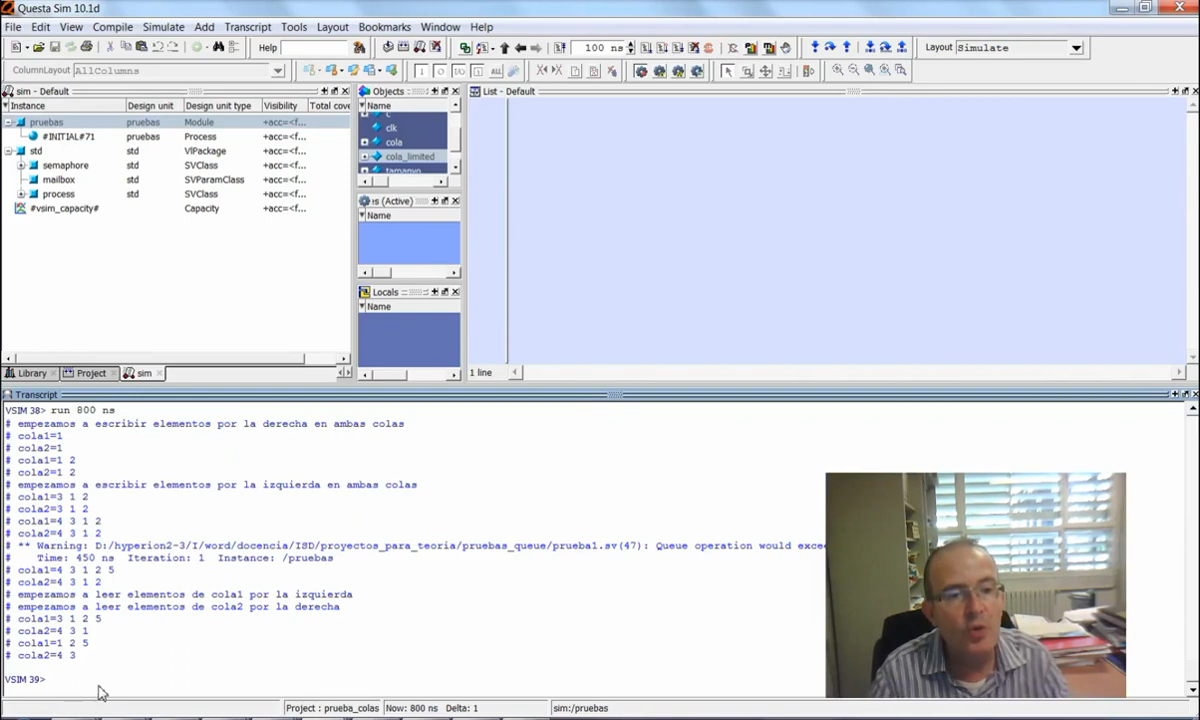 Questa Sim 10.1d
File Edit View Compile Simulate Add Transcript Tools Layout Bookmarks Window Help
Help 100 ns Layout Simulate
ColumnLayout AllColumns
sim - Default
Instance Design unit Design unit type Visibility Total cove
pruebas pruebas Module +acc=<f...
#INITIAL#71 pruebas Process +acc=<f...
std std VlPackage +acc=<f...
semaphore std SVClass +acc=<f...
mailbox std SVParamClass +acc=<f...
process std SVClass +acc=<f...
#vsim_capacity# Capacity +acc=<f...
Library Project sim
Objects
Name
clk
cola
cola_limited
tamanyo
s (Active)
Name
Locals
Name
List - Default
1 line
Transcript
VSIM 38> run 800 ns
# empezamos a escribir elementos por la derecha en ambas colas
# cola1=1
# cola2=1
# cola1=1 2
# cola2=1 2
# empezamos a escribir elementos por la izquierda en ambas colas
# cola1=3 1 2
# cola2=3 1 2
# cola1=4 3 1 2
# cola2=4 3 1 2
# ** Warning: D:/hyperion2-3/I/word/docencia/ISD/proyectos_para_teoria/pruebas_queue/prueba1.sv(47): Queue operation would excee
# Time: 450 ns Iteration: 1 Instance: /pruebas
# cola1=4 3 1 2 5
# cola2=4 3 1 2
# empezamos a leer elementos de cola1 por la izquierda
# empezamos a leer elementos de cola2 por la derecha
# cola1=3 1 2 5
# cola2=4 3 1
# cola1=1 2 5
# cola2=4 3
VSIM 39>
Project : prueba_colas Now: 800 ns Delta: 1 sim:/pruebas